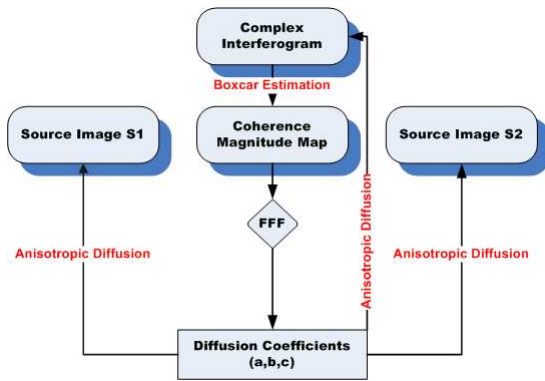 Complex
Interferogram
Boxcar Estimation
Source Image S1
Coherence
Magnitude Map
Source Image S2
FFF
Anisotropic Diffusion
Anisotropic Diffusion
Anisotropic Diffusion
Diffusion Coefficients
(a,b,c)